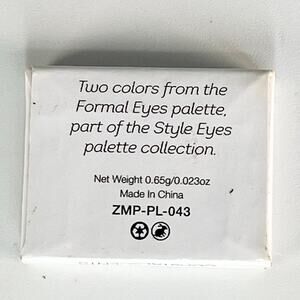 Two colors from the
Formal Eyes palette,
part of the Style Eyes
palette collection.
Net Weight 0.65g/0.023oz
Made In China
ZMP-PL-043